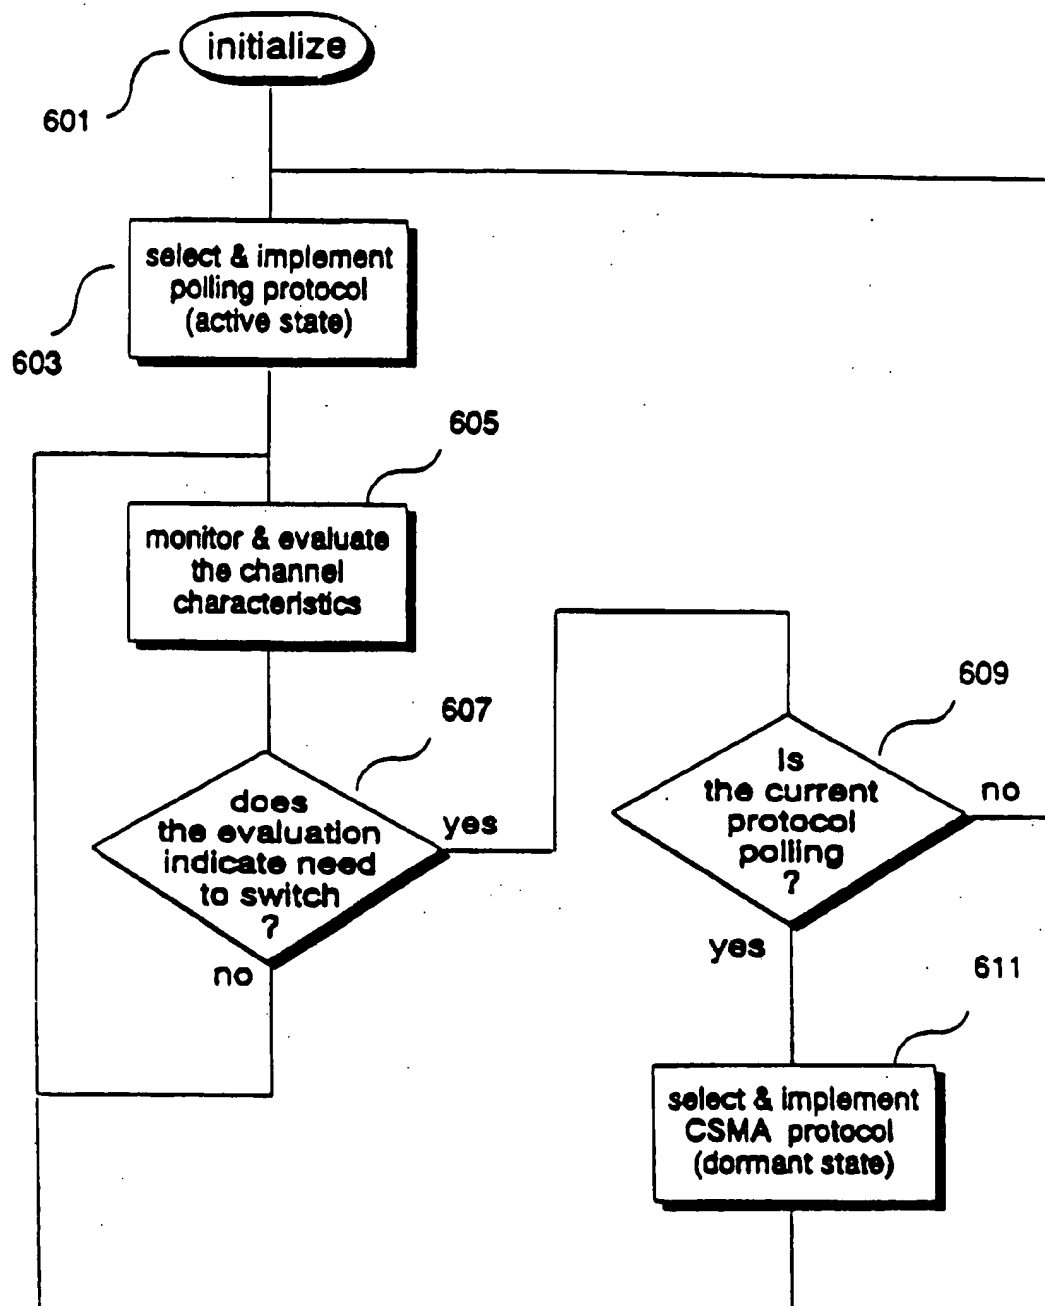 initialize
601
select & implement
polling protocol
(active state)
603
605
monitor & evaluate
the channel
characteristics
607
does
the evaluation
indicate need
to switch
?
yes
no
609
Is
the current
protocol
polling
?
no
yes
611
select & implement
CSMA protocol
(dormant state)